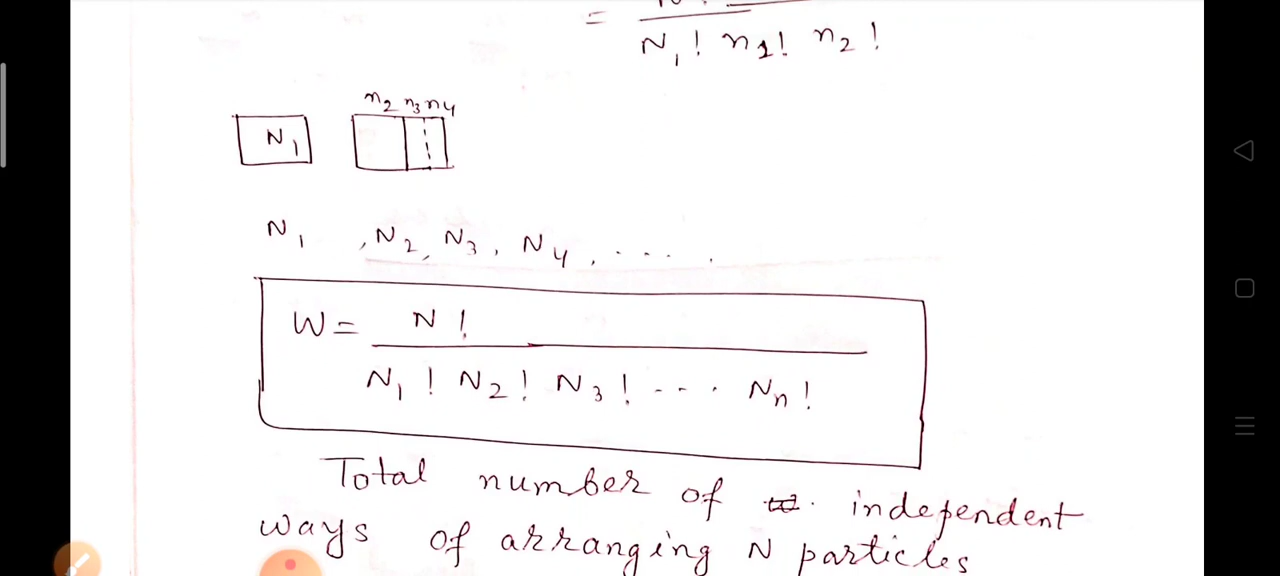 =
N₁! n₁! n₂!
n₂ n₃ n₄
N₁
N₁, N₂, N₃, N₄, ....
W = N!
N₁! N₂! N₃! ... Nₙ!
Total number of independent
ways of arranging N particles